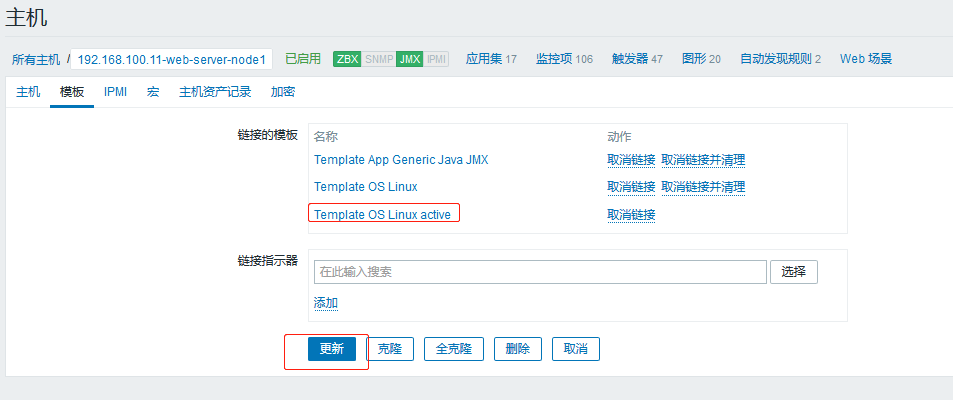 主机
所有主机 / 192.168.100.11-web-server-node1 已启用 ZBX SNMP JMX IPMI 应用集 17 监控项 106 触发器 47 图形 20 自动发现规则 2 Web 场景
主机 模板 IPMI 宏 主机资产记录 加密
链接的模板 名称 动作
Template App Generic Java JMX 取消链接 取消链接并清理
Template OS Linux 取消链接 取消链接并清理
Template OS Linux active 取消链接
链接指示器
在此输入搜索 选择
添加
更新 克隆 全克隆 删除 取消